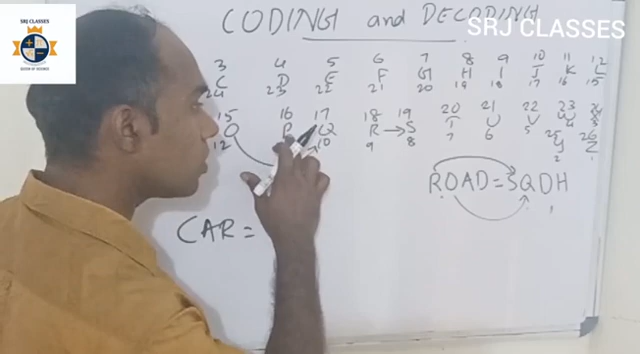 SRJ CLASSES
CODING and DECODING
SRJ CLASSES
3 4 5 6 7 8 9 10 11 12
C D E F G H I J K L
24 23 22 21 20 19 18 17 16 15
15 16 17 18 19 20 21 22 23
O P Q R → S T U V W
12 10 9 8 7 6 5 4 3
25 26
Y Z
2
ROAD = SQDH
CAR =